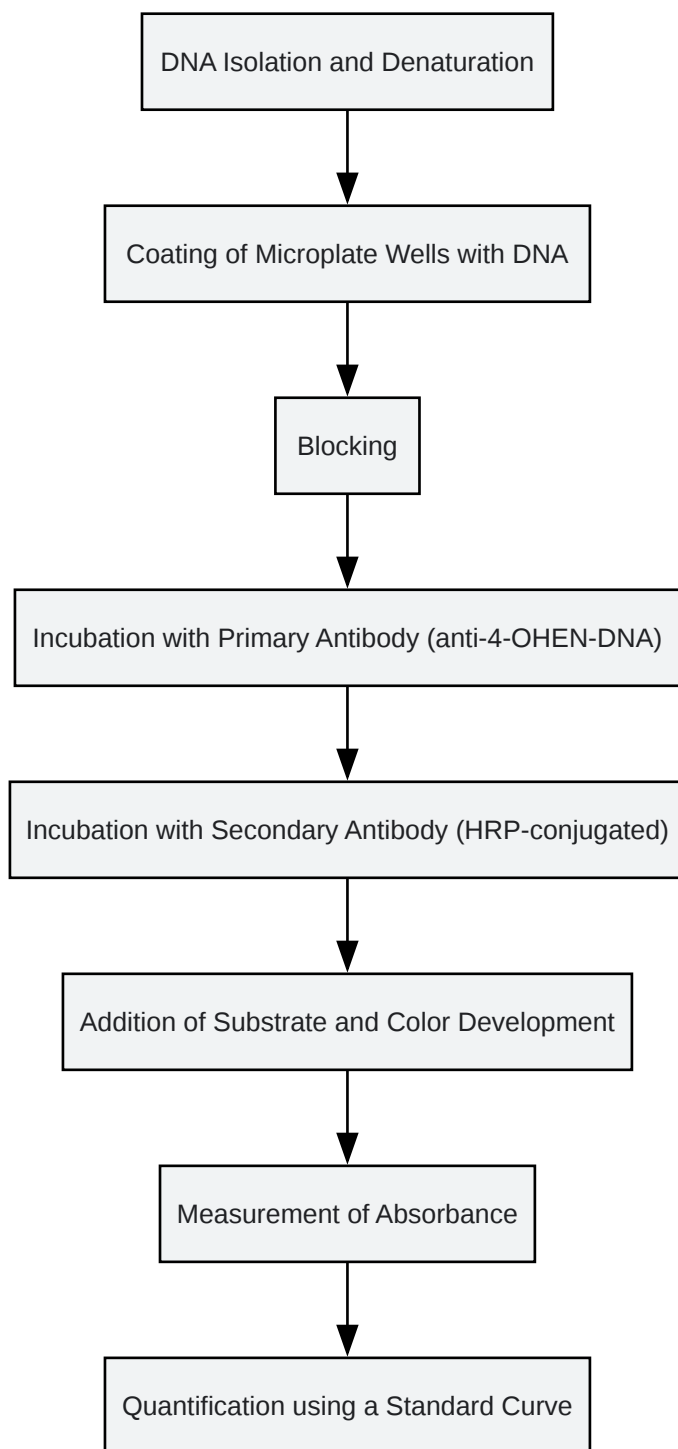 DNA Isolation and Denaturation
Coating of Microplate Wells with DNA
Blocking
Incubation with Primary Antibody (anti-4-OHEN-DNA)
Incubation with Secondary Antibody (HRP-conjugated)
Addition of Substrate and Color Development
Measurement of Absorbance
Quantification using a Standard Curve